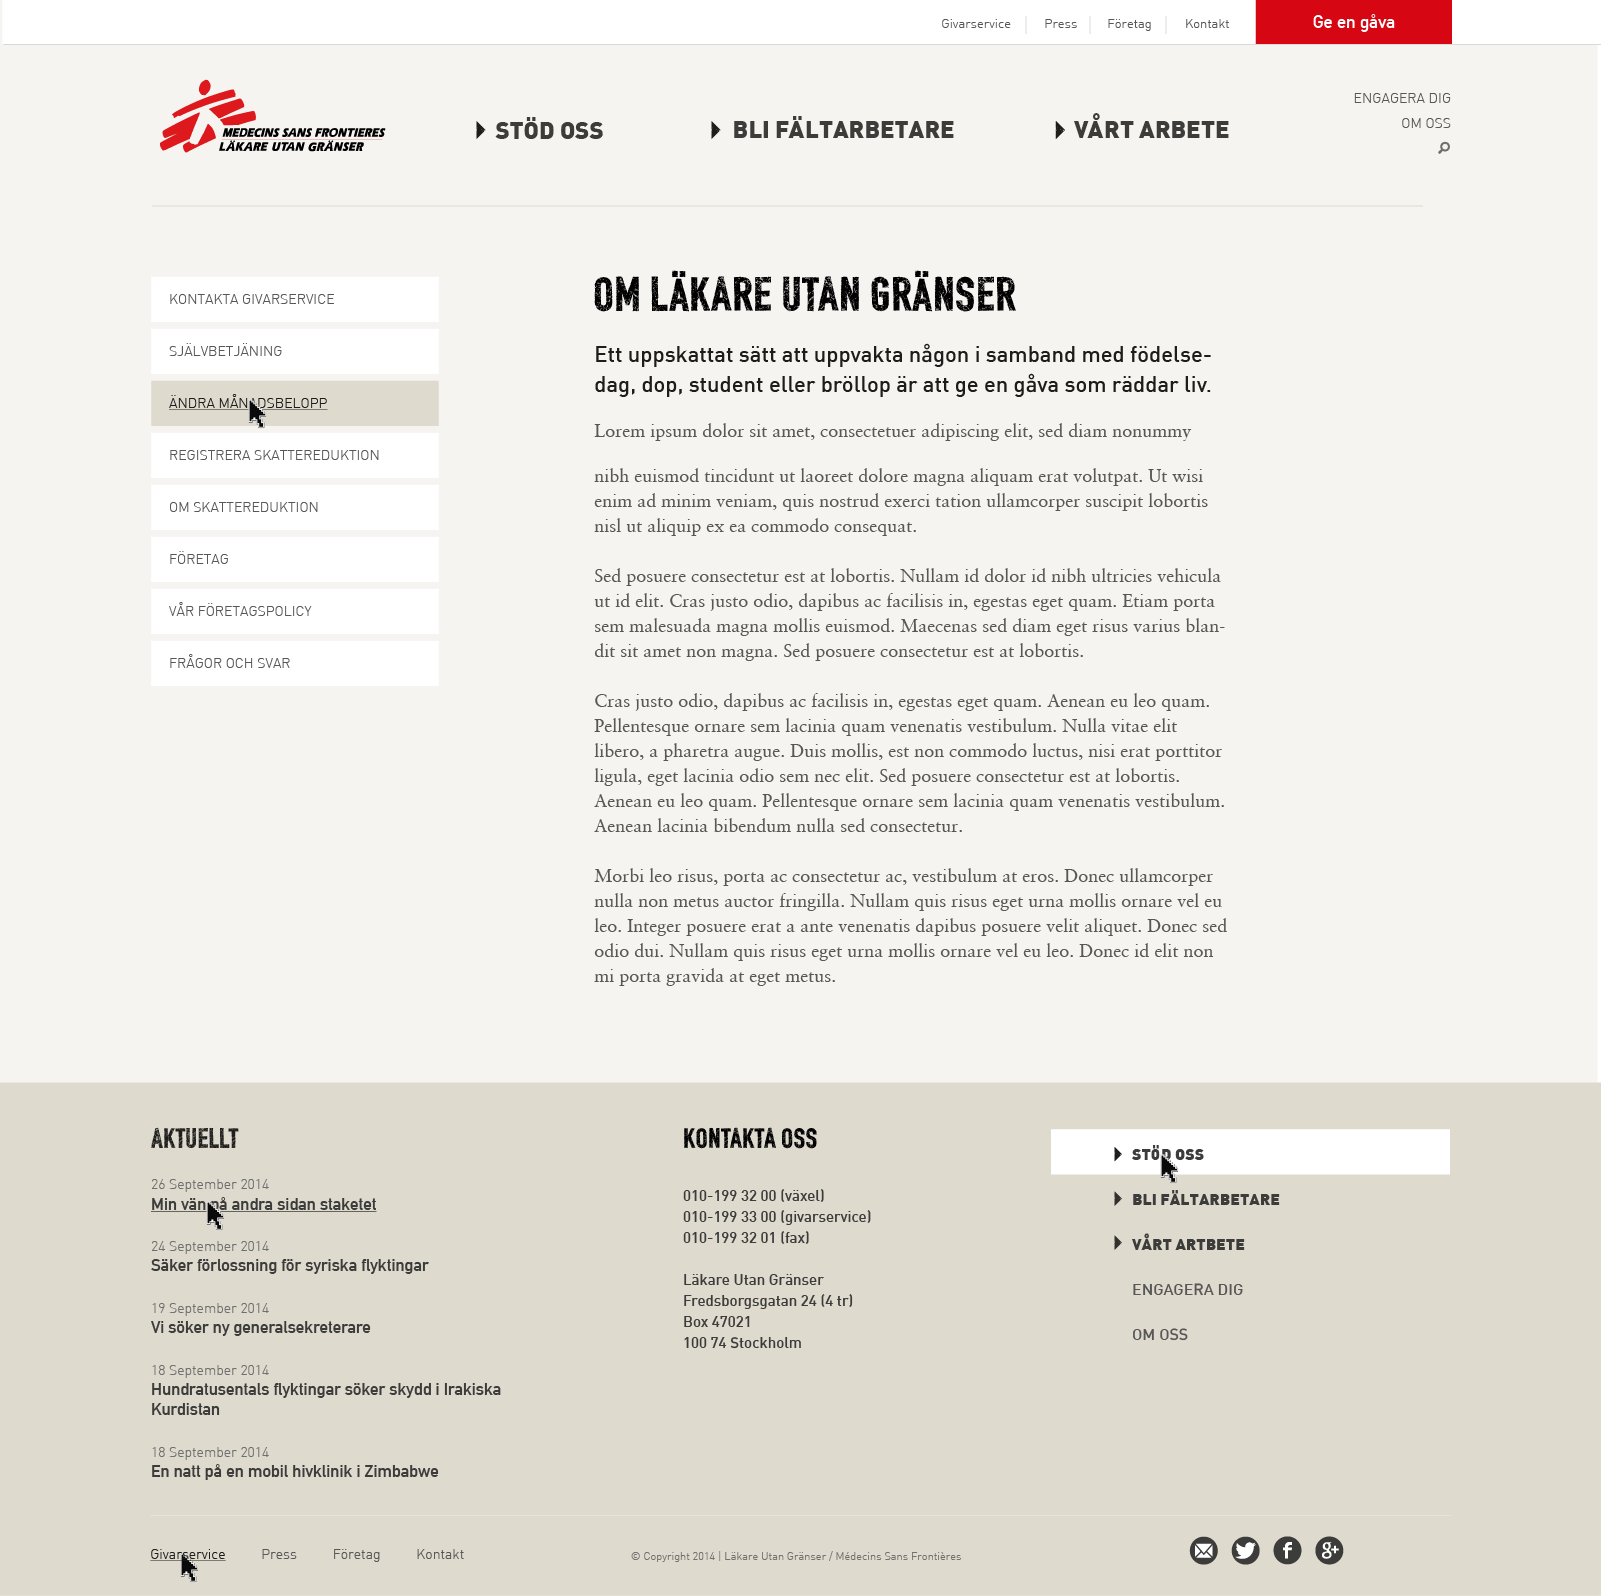 Givarservice
Press
Företag
Kontakt
Ge en gåva
MEDECINS SANS FRONTIERES
LÄKARE UTAN GRÄNSER
STÖD OSS
BLI FÄLTARBETARE
VÅRT ARBETE
ENGAGERA DIG
OM OSS
KONTAKTA GIVARSERVICE
SJÄLVBETJÄNING
ÄNDRA MÅNADSBELOPP
REGISTRERA SKATTEREDUKTION
OM SKATTEREDUKTION
FÖRETAG
VÅR FÖRETAGSPOLICY
FRÅGOR OCH SVAR
OM LÄKARE UTAN GRÄNSER
Ett uppskattat sätt att uppvakta någon i samband med födelse-
dag, dop, student eller bröllop är att ge en gåva som räddar liv.
Lorem ipsum dolor sit amet, consectetuer adipiscing elit, sed diam nonummy
nibh euismod tincidunt ut laoreet dolore magna aliquam erat volutpat. Ut wisi
enim ad minim veniam, quis nostrud exerci tation ullamcorper suscipit lobortis
nisl ut aliquip ex ea commodo consequat.
Sed posuere consectetur est at lobortis. Nullam id dolor id nibh ultricies vehicula
ut id elit. Cras justo odio, dapibus ac facilisis in, egestas eget quam. Etiam porta
sem malesuada magna mollis euismod. Maecenas sed diam eget risus varius blan-
dit sit amet non magna. Sed posuere consectetur est at lobortis.
Cras justo odio, dapibus ac facilisis in, egestas eget quam. Aenean eu leo quam.
Pellentesque ornare sem lacinia quam venenatis vestibulum. Nulla vitae elit
libero, a pharetra augue. Duis mollis, est non commodo luctus, nisi erat porttitor
ligula, eget lacinia odio sem nec elit. Sed posuere consectetur est at lobortis.
Aenean eu leo quam. Pellentesque ornare sem lacinia quam venenatis vestibulum.
Aenean lacinia bibendum nulla sed consectetur.
Morbi leo risus, porta ac consectetur ac, vestibulum at eros. Donec ullamcorper
nulla non metus auctor fringilla. Nullam quis risus eget urna mollis ornare vel eu
leo. Integer posuere erat a ante venenatis dapibus posuere velit aliquet. Donec sed
odio dui. Nullam quis risus eget urna mollis ornare vel eu leo. Donec id elit non
mi porta gravida at eget metus.
AKTUELLT
26 September 2014
Min vän på andra sidan staketet
24 September 2014
Säker förlossning för syriska flyktingar
19 September 2014
Vi söker ny generalsekreterare
18 September 2014
Hundratusentals flyktingar söker skydd i Irakiska
Kurdistan
18 September 2014
En natt på en mobil hivklinik i Zimbabwe
KONTAKTA OSS
010-199 32 00 (växel)
010-199 33 00 (givarservice)
010-199 32 01 (fax)
Läkare Utan Gränser
Fredsborgsgatan 24 (4 tr)
Box 47021
100 74 Stockholm
STÖD OSS
BLI FÄLTARBETARE
VÅRT ARTBETE
ENGAGERA DIG
OM OSS
Givarservice
Press
Företag
Kontakt
© Copyright 2014 | Läkare Utan Gränser / Médecins Sans Frontières